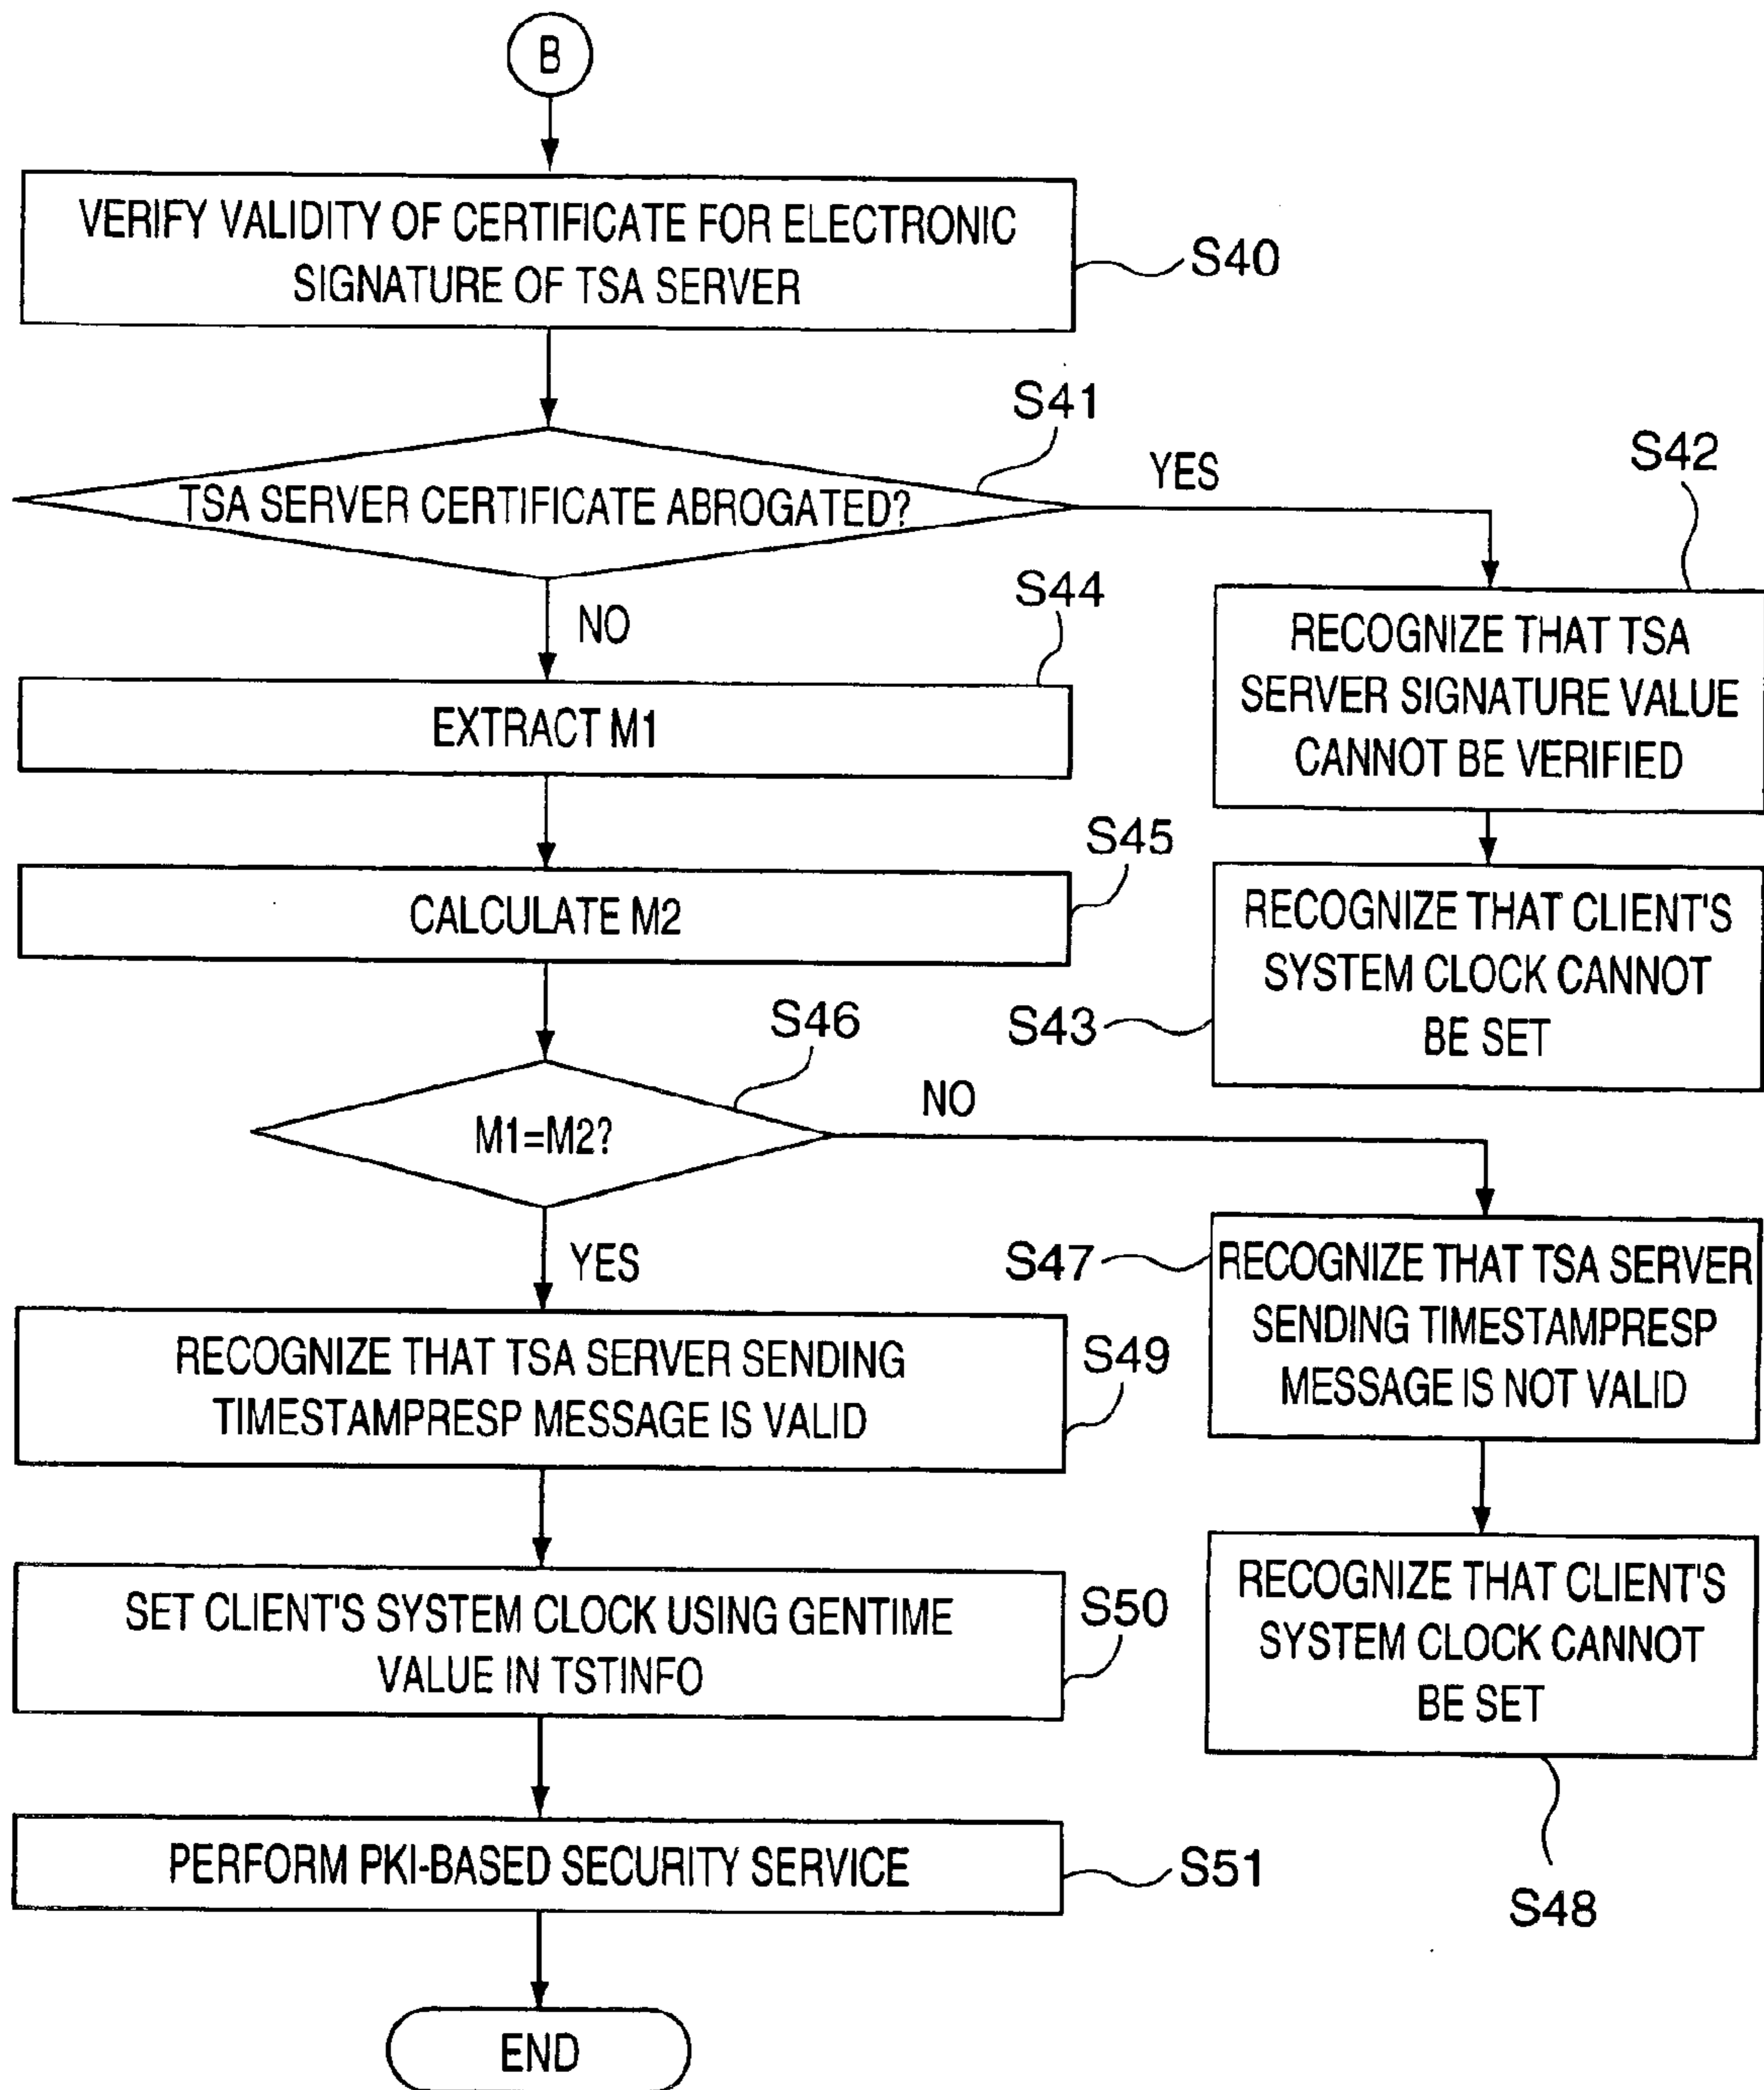 B
VERIFY VALIDITY OF CERTIFICATE FOR ELECTRONIC
SIGNATURE OF TSA SERVER
S40
S41
TSA SERVER CERTIFICATE ABROGATED?
YES
S42
NO
RECOGNIZE THAT TSA
SERVER SIGNATURE VALUE
CANNOT BE VERIFIED
S44
EXTRACT M1
S45
CALCULATE M2
RECOGNIZE THAT CLIENT'S
SYSTEM CLOCK CANNOT
BE SET
S43
S46
M1=M2?
NO
YES
S47
RECOGNIZE THAT TSA SERVER
SENDING TIMESTAMPRESP
MESSAGE IS NOT VALID
RECOGNIZE THAT TSA SERVER SENDING
TIMESTAMPRESP MESSAGE IS VALID
S49
SET CLIENT'S SYSTEM CLOCK USING GENTIME
VALUE IN TSTINFO
S50
RECOGNIZE THAT CLIENT'S
SYSTEM CLOCK CANNOT
BE SET
S48
PERFORM PKI-BASED SECURITY SERVICE
S51
END